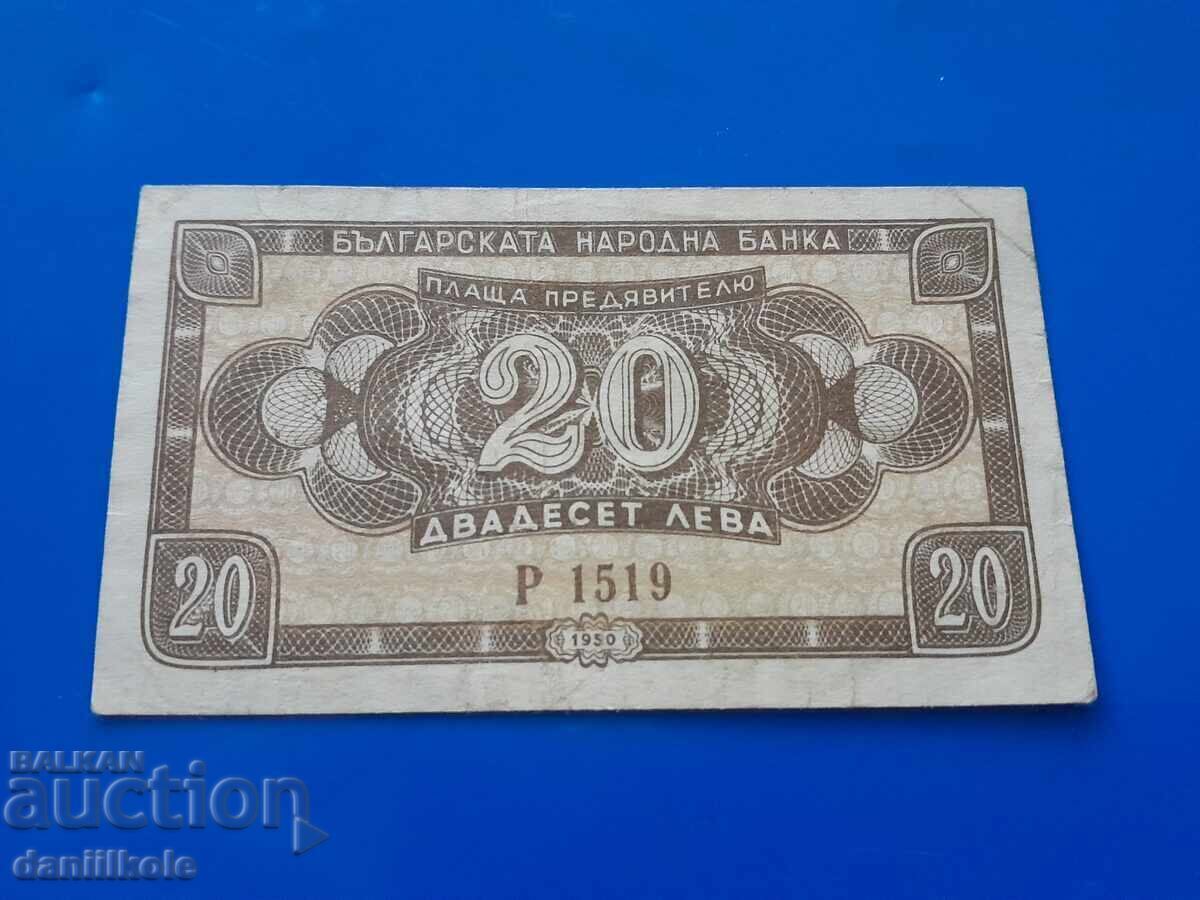 БЪЛГАРСКАТА НАРОДНА БАНКА
ПЛАЩА ПРЕДЯВИТЕЛЮ
20
ДВАДЕСЕТ ЛЕВА
Р 1519
20
20
1950
BALKAN
auction
daniilkole